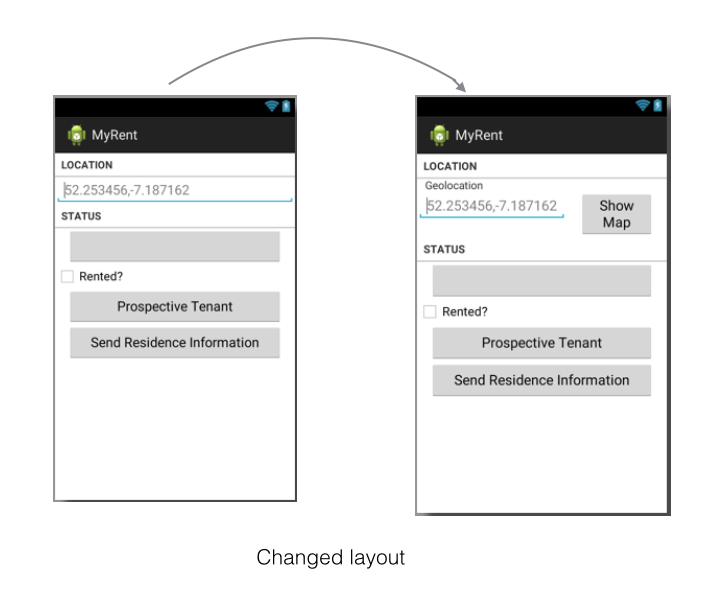 MyRent
LOCATION
52.253456,-7.187162
STATUS
Rented?
Prospective Tenant
Send Residence Information
MyRent
LOCATION
Geolocation
52.253456,-7.187162
Show
Map
STATUS
Rented?
Prospective Tenant
Send Residence Information
Changed layout